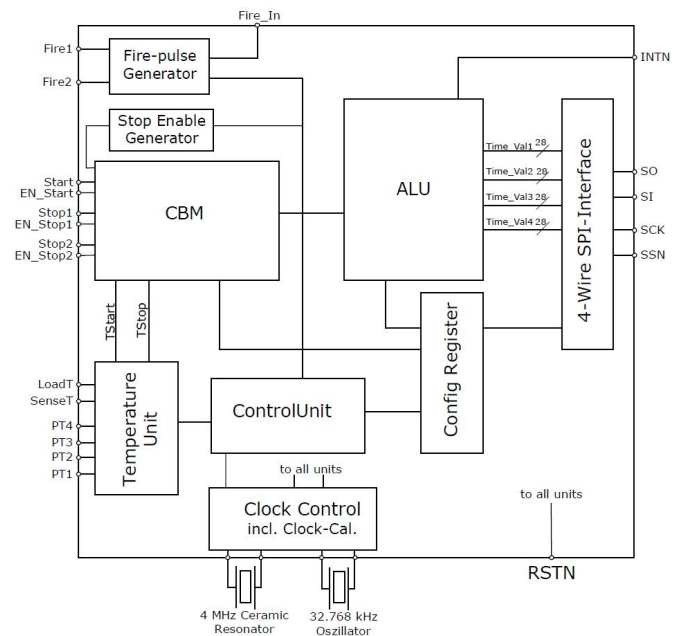 Fire_In
Fire1
Fire2
Fire-pulse
Generator
INTN
Stop Enable
Generator
Start
EN_Start
Stop1
EN_Stop1
Stop2
EN_Stop2
CBM
ALU
Time_Val1 28
Time_Val2 28
Time_Val3 28
Time_Val4 28
4-Wire SPI-Interface
SO
SI
SCK
SSN
TStart
TStop
Config Register
LoadT
SenseT
PT4
PT3
PT2
PT1
Temperature
Unit
ControlUnit
to all units
Clock Control
incl. Clock-Cal.
to all units
RSTN
4 MHz Ceramic
Resonator
32.768 kHz
Oszillator